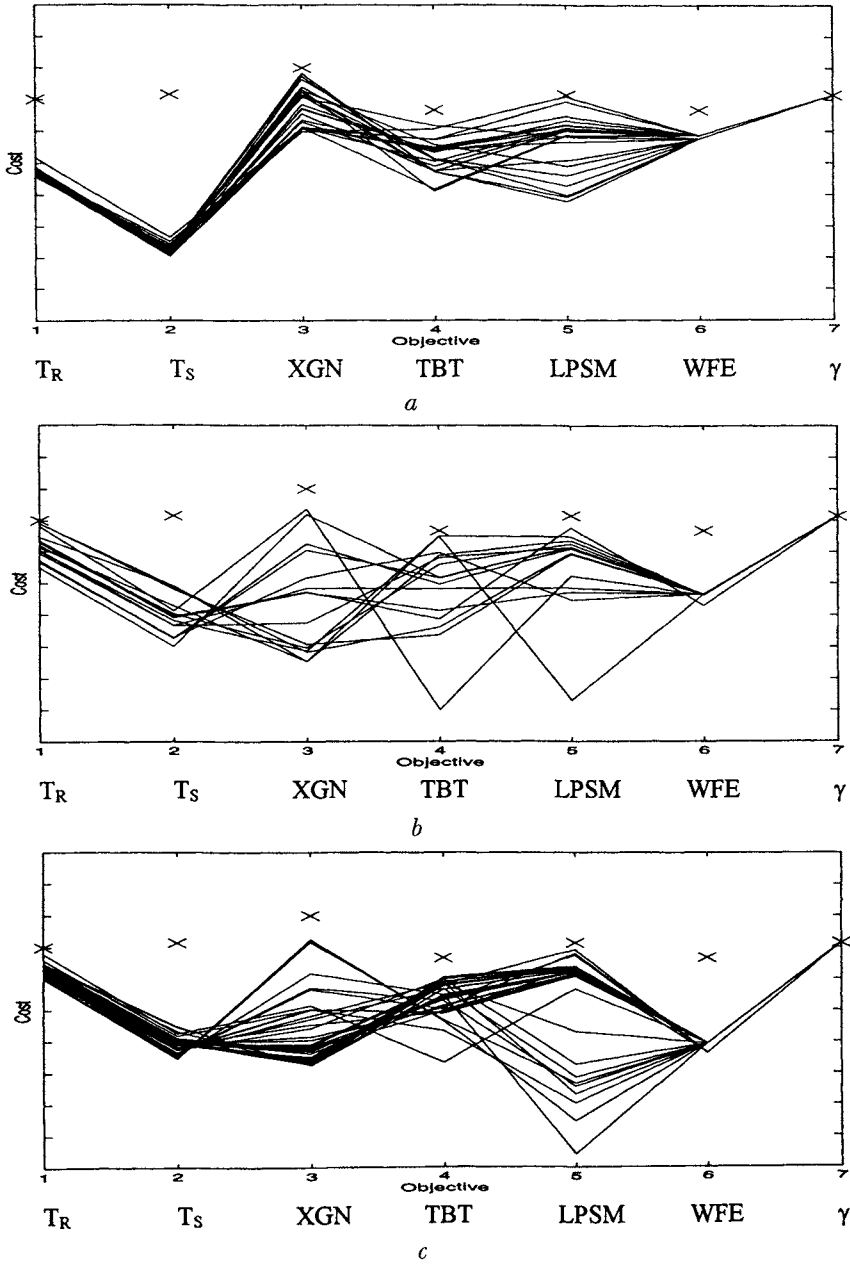 Cost
1 2 3 4 5 6 7
Objective
T_R T_S XGN TBT LPSM WFE γ
a
Cost
1 2 3 4 5 6 7
Objective
T_R T_S XGN TBT LPSM WFE γ
b
Cost
1 2 3 4 5 6 7
Objective
T_R T_S XGN TBT LPSM WFE γ
c